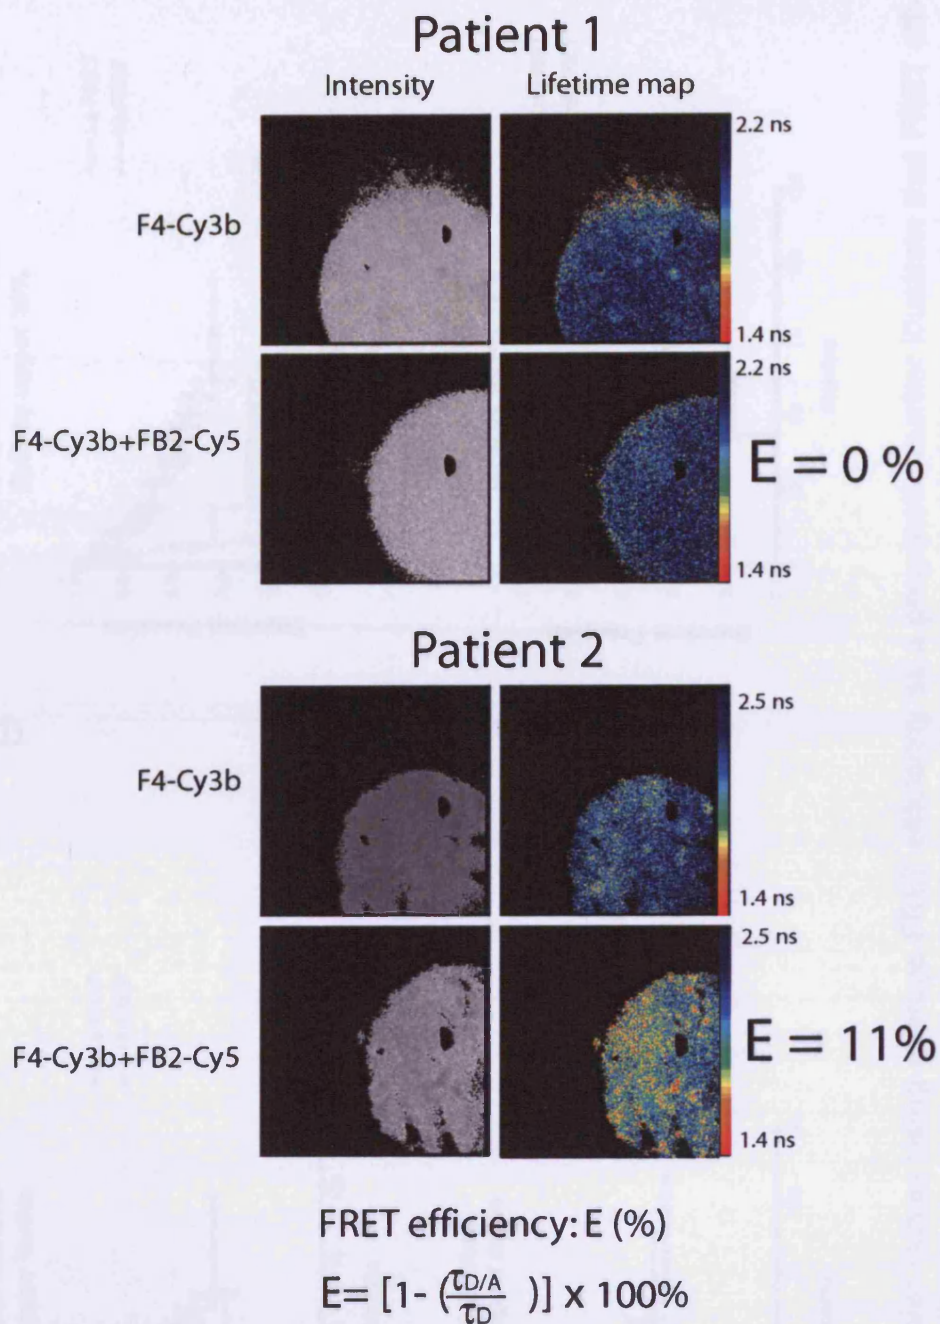 Patient 1
Intensity Lifetime map
2.2 ns
F4-Cy3b
1.4 ns
2.2 ns
F4-Cy3b+FB2-Cy5
E = 0 %
1.4 ns
Patient 2
2.5 ns
F4-Cy3b
1.4 ns
2.5 ns
F4-Cy3b+FB2-Cy5
E = 11%
1.4 ns
FRET efficiency: E (%)
E= [1- (τD/A / τD )] x 100%